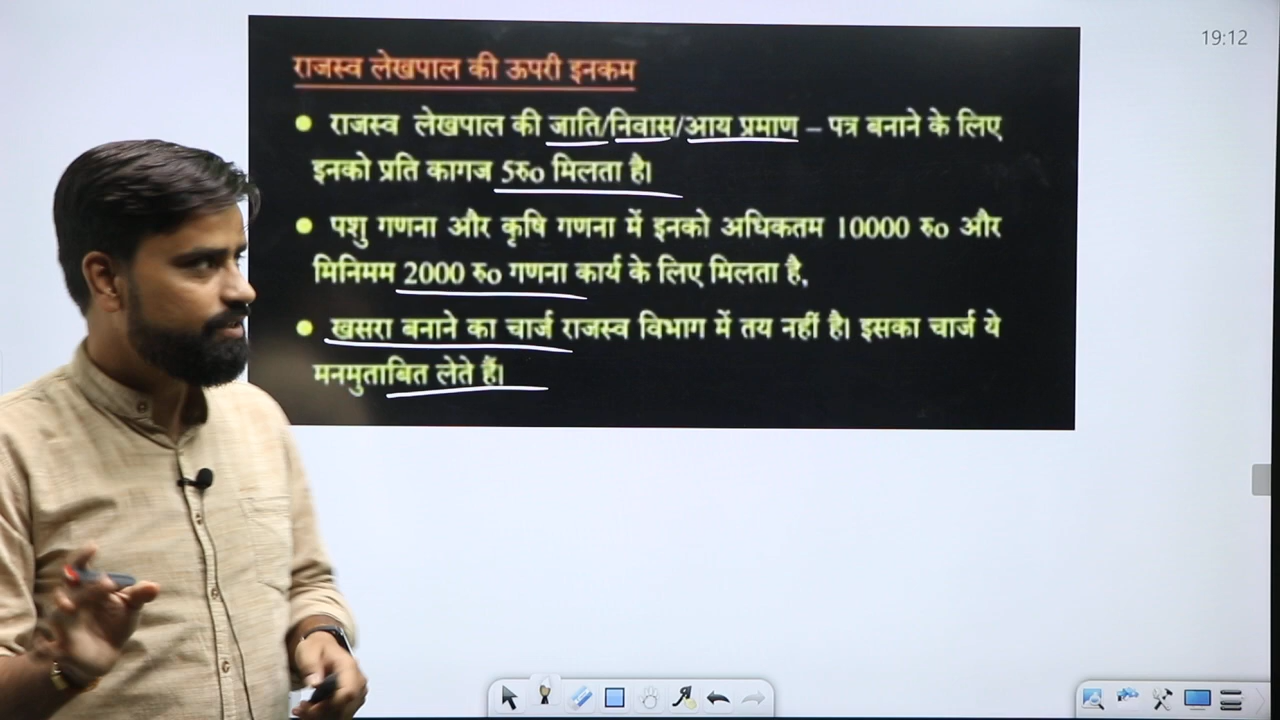 19:12
राजस्व लेखपाल की ऊपरी इनकम
• राजस्व लेखपाल की जाति/निवास/आय प्रमाण – पत्र बनाने के लिए
इनको प्रति कागज 5रु० मिलता है।
• पशु गणना और कृषि गणना में इनको अधिकतम 10000 रु० और
मिनिमम 2000 रु० गणना कार्य के लिए मिलता है,
• खसरा बनाने का चार्ज राजस्व विभाग में तय नहीं है। इसका चार्ज ये
मनमुताबित लेते हैं।